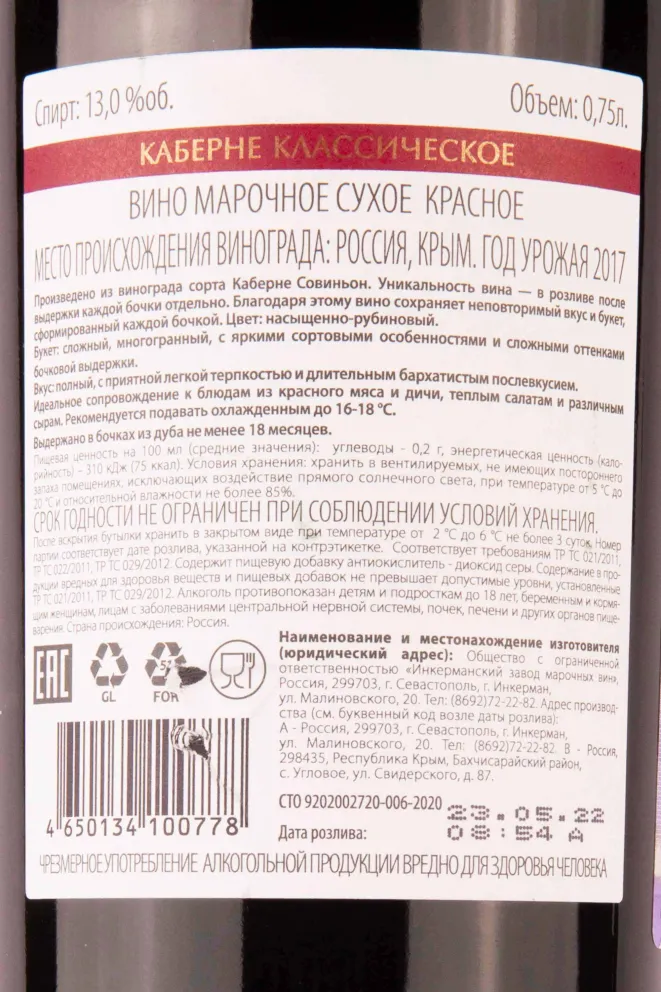 Спирт: 13,0 %об.
Объем: 0,75л.
КАБЕРНЕ КЛАССИЧЕСКОЕ
ВИНО МАРОЧНОЕ СУХОЕ КРАСНОЕ
МЕСТО ПРОИСХОЖДЕНИЯ ВИНОГРАДА: РОССИЯ, КРЫМ. ГОД УРОЖАЯ 2017
Произведено из винограда сорта Каберне Совиньон. Уникальность вина — в розливе после
выдержки каждой бочки отдельно. Благодаря этому вино сохраняет неповторимый вкус и букет,
сформированный каждой бочкой. Цвет: насыщенно-рубиновый.
Букет: сложный, многогранный, с яркими сортовыми особенностями и сложными оттенками
бочковой выдержки.
Вкус: полный, с приятной легкой терпкостью и длительным бархатистым послевкусием.
Идеальное сопровождение к блюдам из красного мяса и дичи, теплым салатам и различным
сырам. Рекомендуется подавать охлажденным до 16-18 °С.
Выдержано в бочках из дуба не менее 18 месяцев.
Пищевая ценность на 100 мл (средние значения): углеводы - 0,2 г, энергетическая ценность (кало-
рийность) – 310 кДж (75 ккал). Условия хранения: хранить в вентилируемых, не имеющих постороннего
запаха помещениях, исключающих воздействие прямого солнечного света, при температуре от 5 °С до
20 °С и относительной влажности не более 85%.
СРОК ГОДНОСТИ НЕ ОГРАНИЧЕН ПРИ СОБЛЮДЕНИИ УСЛОВИЙ ХРАНЕНИЯ.
После вскрытия бутылки хранить в закрытом виде при температуре от 2 °С до 6 °С не более 3 суток. Номер
партии соответствует дате розлива, указанной на контрэтикетке. Соответствует требованиям ТР ТС 021/2011,
ТР ТС 022/2011, ТР ТС 029/2012. Содержит пищевую добавку антиокислитель - диоксид серы. Содержание в про-
дукции вредных для здоровья веществ и пищевых добавок не превышает допустимые уровни, установленные
ТР ТС 021/2011, ТР ТС 029/2012. Алкоголь противопоказан детям и подросткам до 18 лет, беременным и кормя-
щим женщинам, лицам с заболеваниями центральной нервной системы, почек, печени и других органов пище-
варения. Страна происхождения: Россия.
EAC
GL
FOR
Наименование и местонахождение изготовителя
(юридический адрес): Общество с ограниченной
ответственностью «Инкерманский завод марочных вин»,
Россия, 299703, г. Севастополь, г. Инкерман,
ул. Малиновского, 20. Тел: (8692)72-22-82. Адрес производ-
ства (см. буквенный код возле даты розлива):
А - Россия, 299703, г. Севастополь, г. Инкерман,
ул. Малиновского, 20. Тел: (8692)72-22-82. В - Россия,
298435, Республика Крым, Бахчисарайский район,
с. Угловое, ул. Свидерского, д. 87.
СТО 9202002720-006-2020
23.05.22
Дата розлива:
08:54 А
4 650134 100778
ЧРЕЗМЕРНОЕ УПОТРЕБЛЕНИЕ АЛКОГОЛЬНОЙ ПРОДУКЦИИ ВРЕДНО ДЛЯ ЗДОРОВЬЯ ЧЕЛОВЕКА